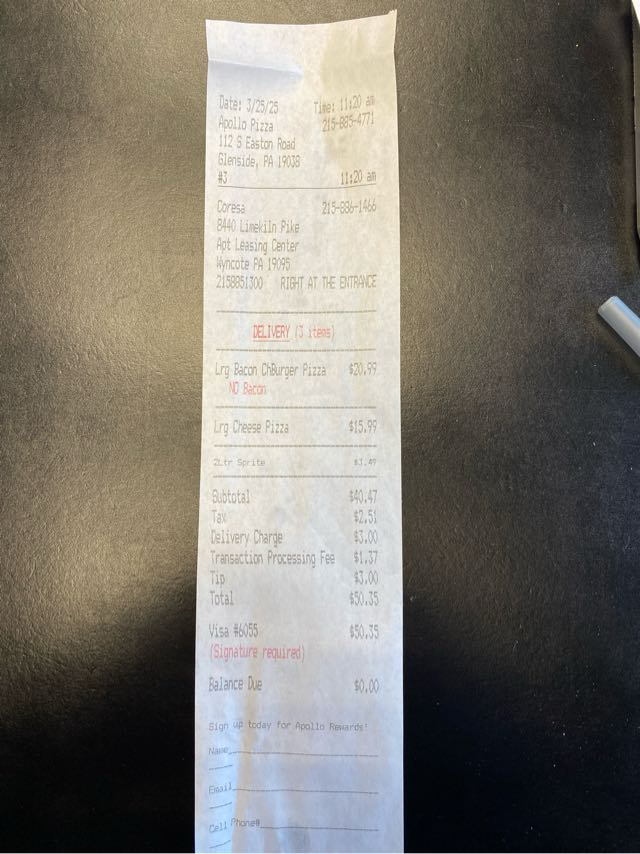 Date: 3/25/25 Time: 11:20 am
Apollo Pizza 215-885-4771
112 S Easton Road
Glenside, PA 19038
#3 11:20 am
Coresa 215-886-1466
8440 Limekiln Pike
Apt Leasing Center
Wyncote PA 19095
2158851300 RIGHT AT THE ENTRANCE
DELIVERY (3 items)
Lrg Bacon ChBurger Pizza $20.99
NO Bacon
Lrg Cheese Pizza $15.99
2Ltr Sprite $3.49
Subtotal $40.47
Tax $2.51
Delivery Charge $3.00
Transaction Processing Fee $1.37
Tip $3.00
Total $50.35
Visa #6055 $50.35
(Signature required)
Balance Due $0.00
Sign up today for Apollo Rewards!
Name
Email
Cell Phone#